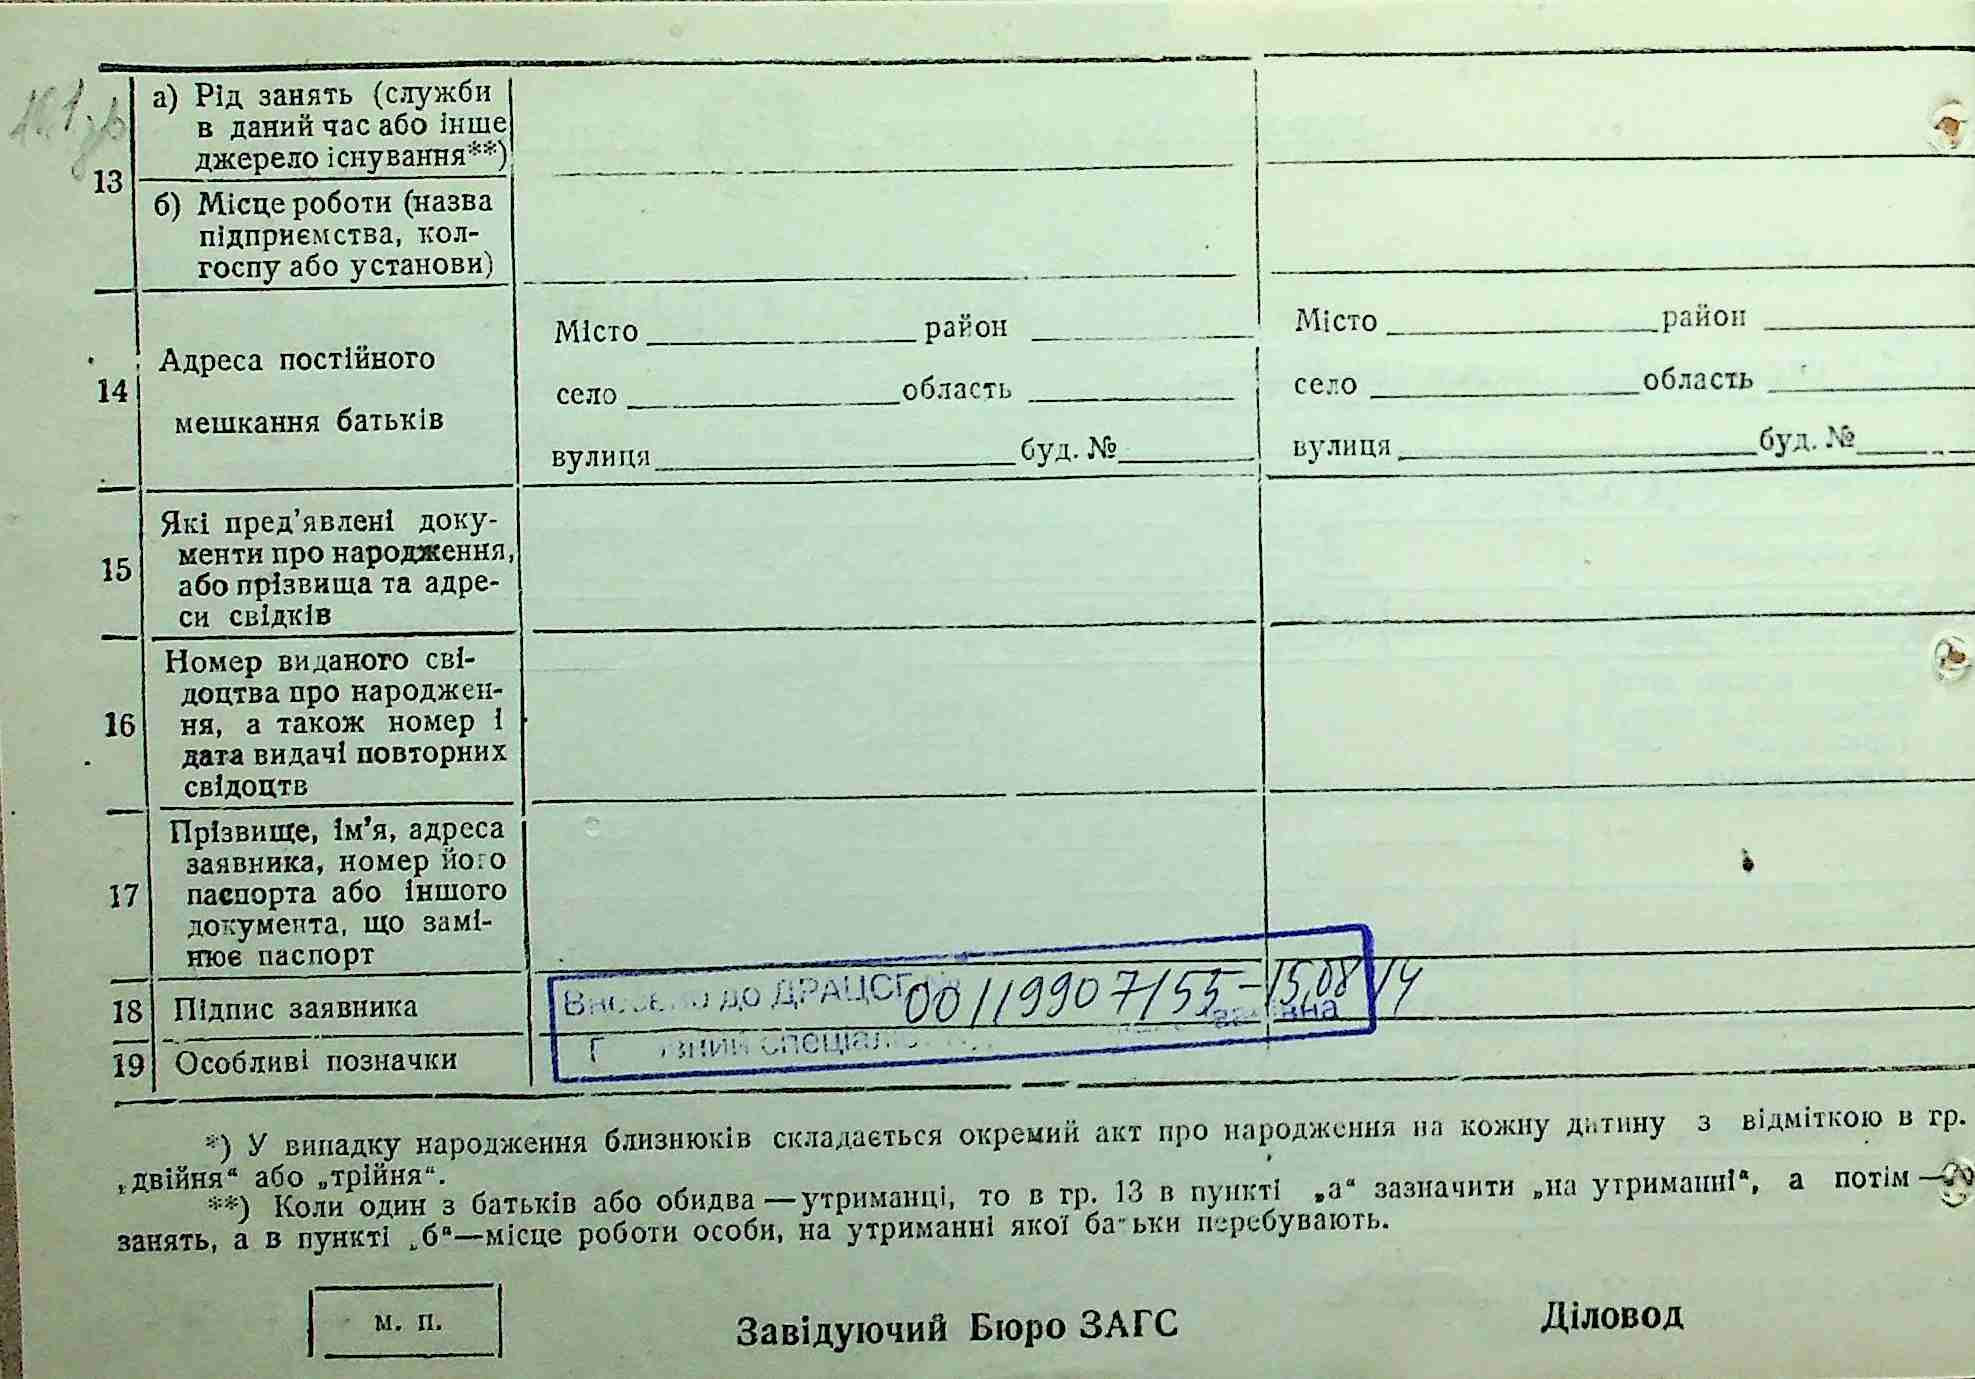 13
а) Рід занять (служби
в даний час або інше
джерело існування**)
б) Місце роботи (назва
підприємства, кол-
госпу або установи)
14
Адреса постійного
мешкання батьків
Місто район
село область
вулиця буд. №
Місто район
село область
вулиця буд. №
15
Які пред’явлені доку-
менти про народження,
або прізвища та адре-
си свідків
16
Номер виданого сві-
доцтва про народжен-
ня, а також номер і
дата видачі повторних
свідоцтв
17
Прізвище, ім’я, адреса
заявника, номер його
паспорта або іншого
документа, що замі-
нює паспорт
18 Підпис заявника
19 Особливі позначки
до ДРАЦСГ 00119907155-15,08 14
*) У випадку народження близнюків складається окремий акт про народження на кожну дитину з відміткою в гр.
„двійня“ або „трійня“.
**) Коли один з батьків або обидва—утриманці, то в гр. 13 в пункті „а“ зазначити „на утриманні“, а потім—
занять, а в пункті „б“—місце роботи особи, на утриманні якої батьки перебувають.
м. п.
Завідуючий Бюро ЗАГС
Діловод